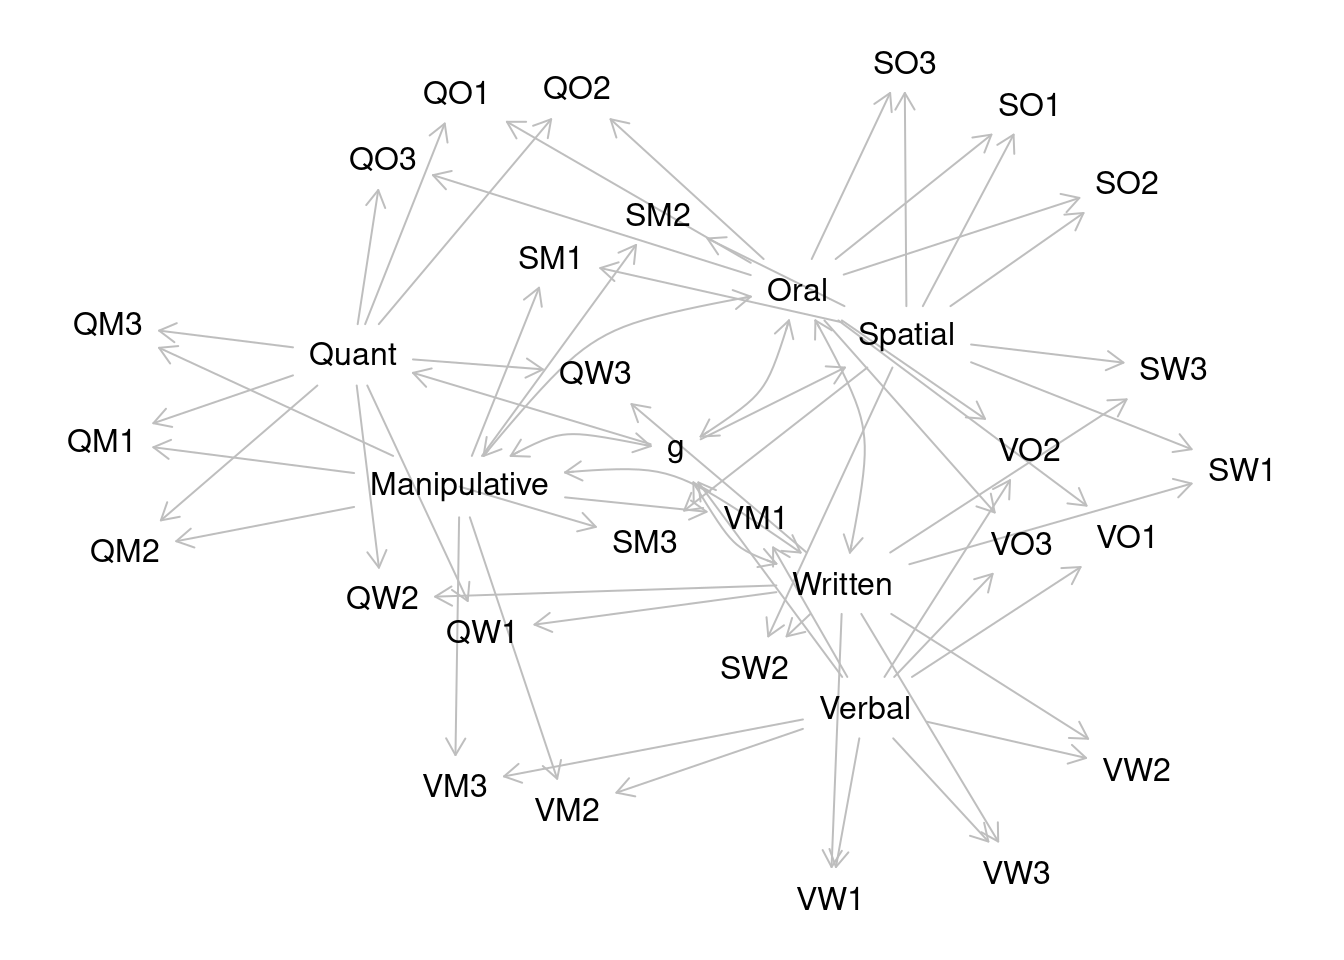 SO3
QO1
QO2
SO1
QO3
SO2
SM2
SM1
Oral
QM3
Spatial
Quant
QW3
SW3
QM1
g
VO2
SW1
Manipulative
VM1
QM2
SM3
VO3
VO1
Written
QW2
QW1
SW2
Verbal
VM3
VW2
VM2
VW3
VW1